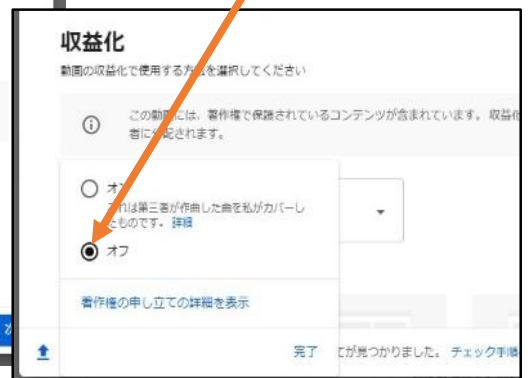 収益化
動画の収益化で使用する方法を選択してください
この動画には、著作権で保護されているコンテンツが含まれています。 収益化
者に分配されます。
オン
これは第三者が作曲した曲を私がカバーし
たものです。 詳細
オフ
著作権の申し立ての詳細を表示
完了
てが見つかりました。 チェック手順
次